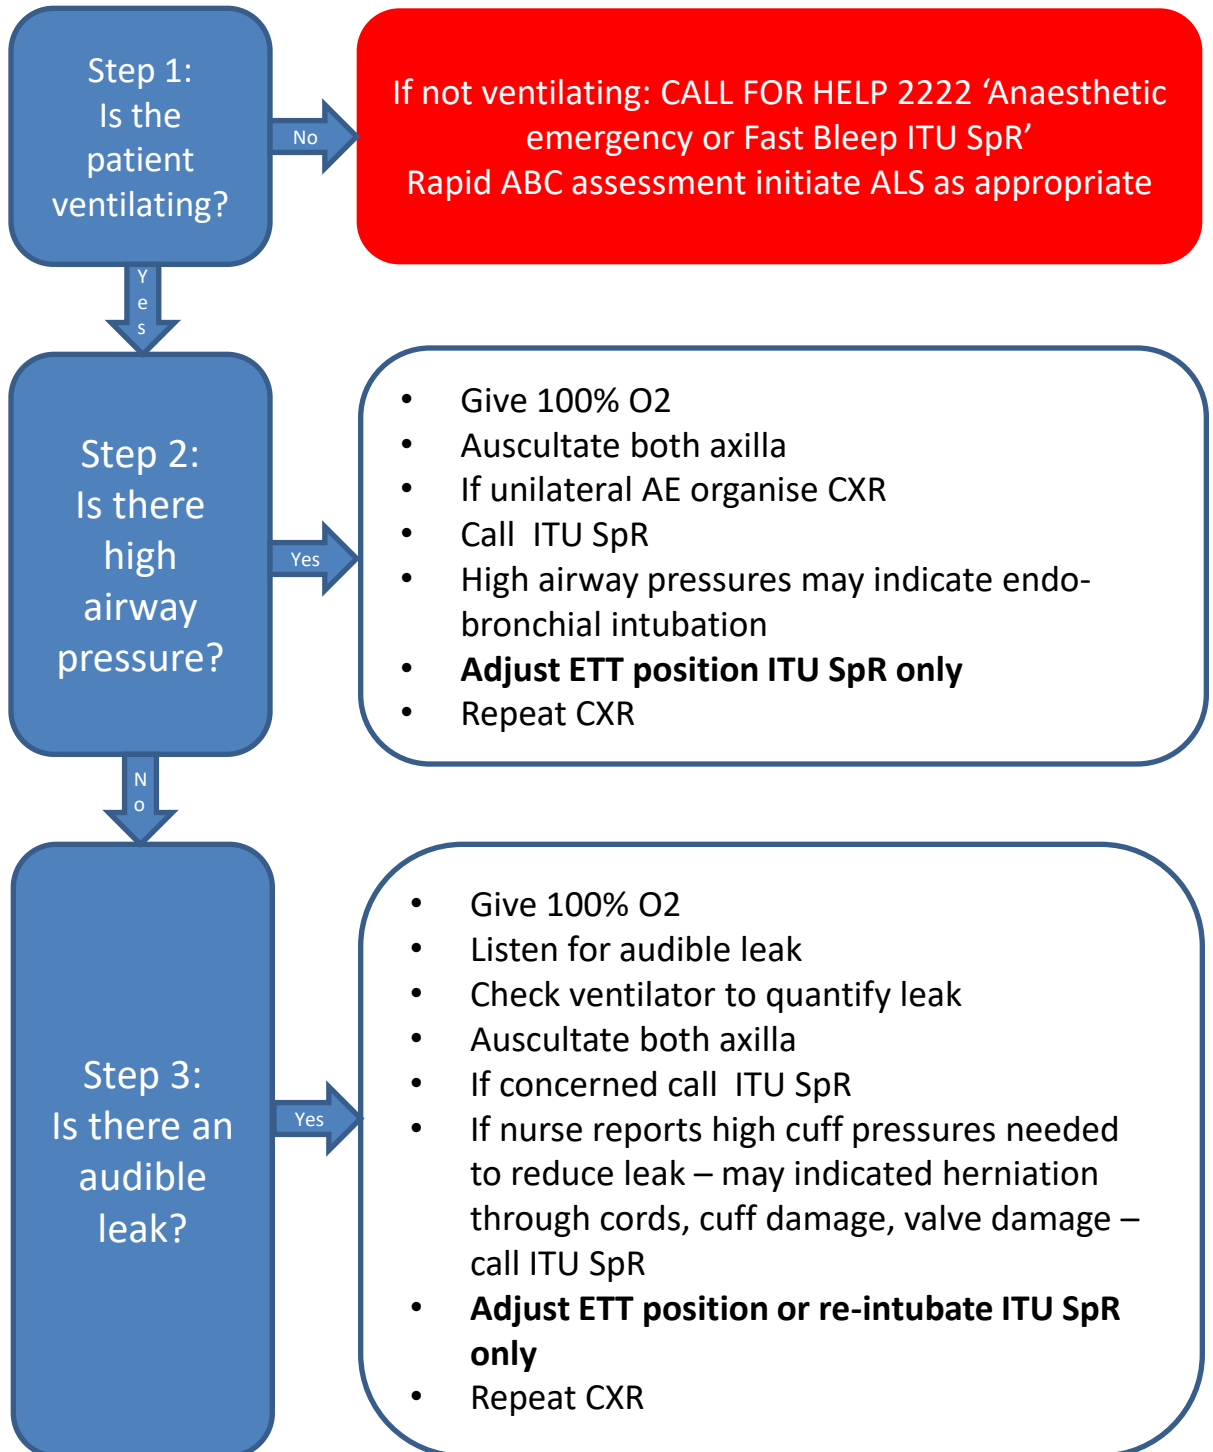 Step 1:
Is the
patient
ventilating?
No
If not ventilating: CALL FOR HELP 2222 ‘Anaesthetic
emergency or Fast Bleep ITU SpR’
Rapid ABC assessment initiate ALS as appropriate
Y
e
s
Step 2:
Is there
high
airway
pressure?
Yes
• Give 100% O2
• Auscultate both axilla
• If unilateral AE organise CXR
• Call  ITU SpR
• High airway pressures may indicate endo-
bronchial intubation
• Adjust ETT position ITU SpR only
• Repeat CXR
N
o
Step 3:
Is there an
audible
leak?
Yes
• Give 100% O2
• Listen for audible leak
• Check ventilator to quantify leak
• Auscultate both axilla
• If concerned call  ITU SpR
• If nurse reports high cuff pressures needed
to reduce leak – may indicated herniation
through cords, cuff damage, valve damage –
call ITU SpR
• Adjust ETT position or re-intubate ITU SpR
only
• Repeat CXR